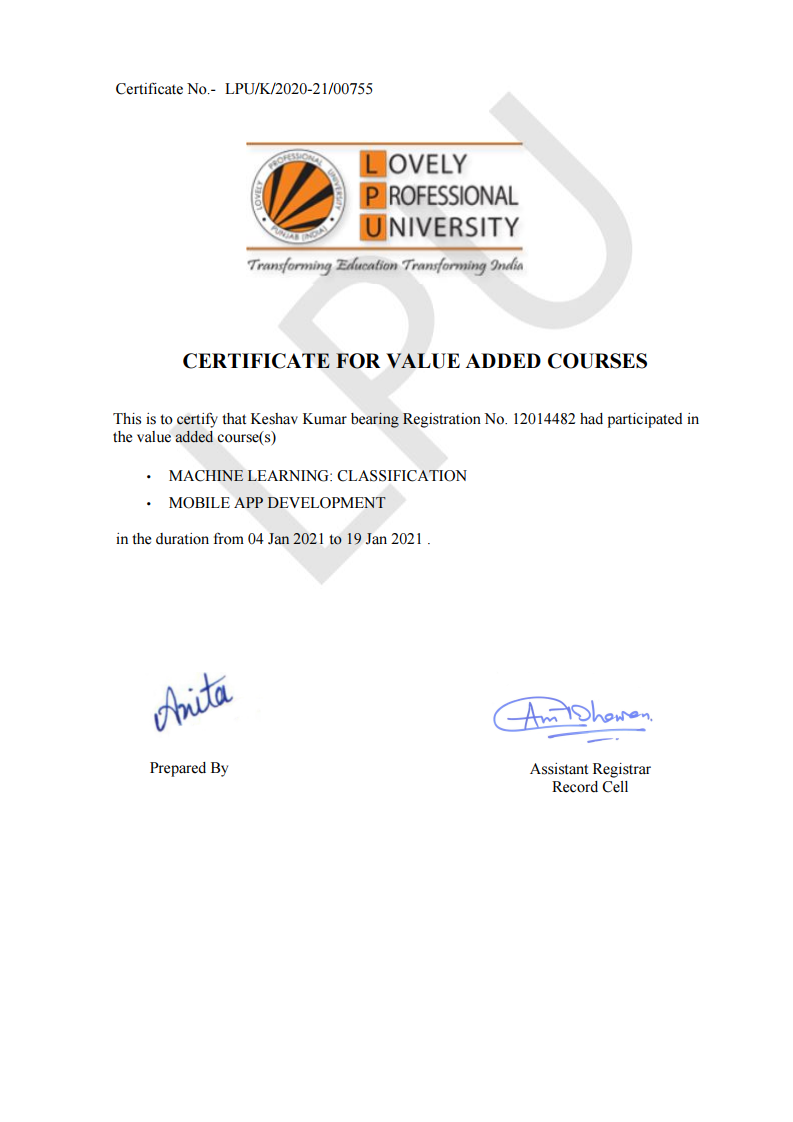 Certificate No.- LPU/K/2020-21/00755
LOVELY PROFESSIONAL UNIVERSITY
PUNJAB (INDIA)
LOVELY
PROFESSIONAL
UNIVERSITY
Transforming Education Transforming India
LPU
CERTIFICATE FOR VALUE ADDED COURSES
This is to certify that Keshav Kumar bearing Registration No. 12014482 had participated in
the value added course(s)
• MACHINE LEARNING: CLASSIFICATION
• MOBILE APP DEVELOPMENT
in the duration from 04 Jan 2021 to 19 Jan 2021 .
Anita
Prepared By
Assistant Registrar
Record Cell